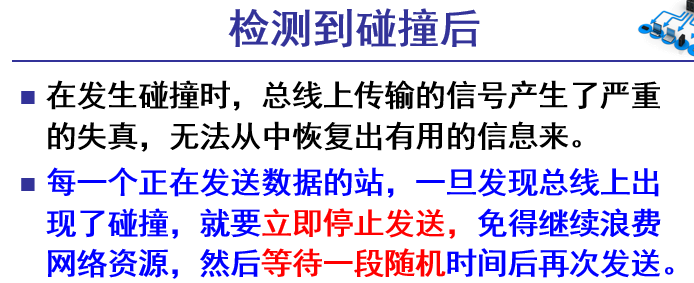 检测到碰撞后
在发生碰撞时，总线上传输的信号产生了严重
的失真，无法从中恢复出有用的信息来。
每一个正在发送数据的站，一旦发现总线上出
现了碰撞，就要立即停止发送，免得继续浪费
网络资源，然后等待一段随机时间后再次发送。